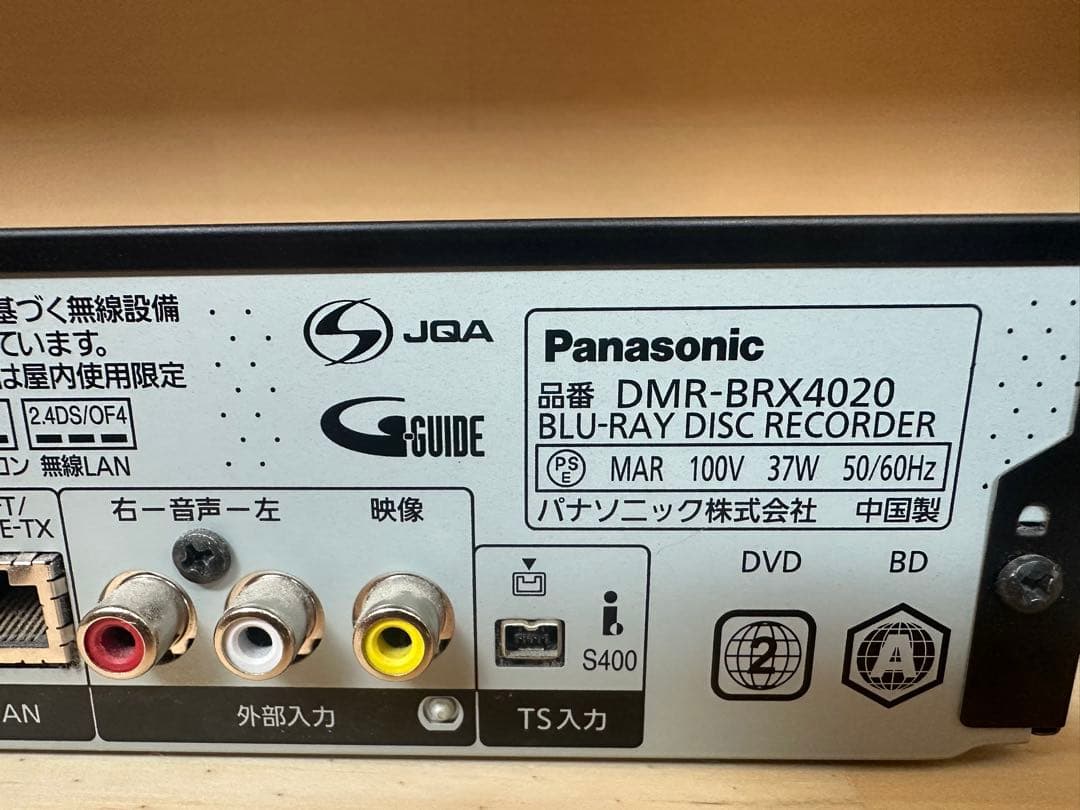 基づく無線設備
ています。
は屋内使用限定
2.4DS/OF4
コン 無線LAN
JQA
G-GUIDE
Panasonic
品番 DMR-BRX4020
BLU-RAY DISC RECORDER
PSE MAR 100V 37W 50/60Hz
パナソニック株式会社 中国製
T/
E-TX
AN
右ー音声ー左
映像
外部入力
i
S400
TS入力
DVD
2
BD
A